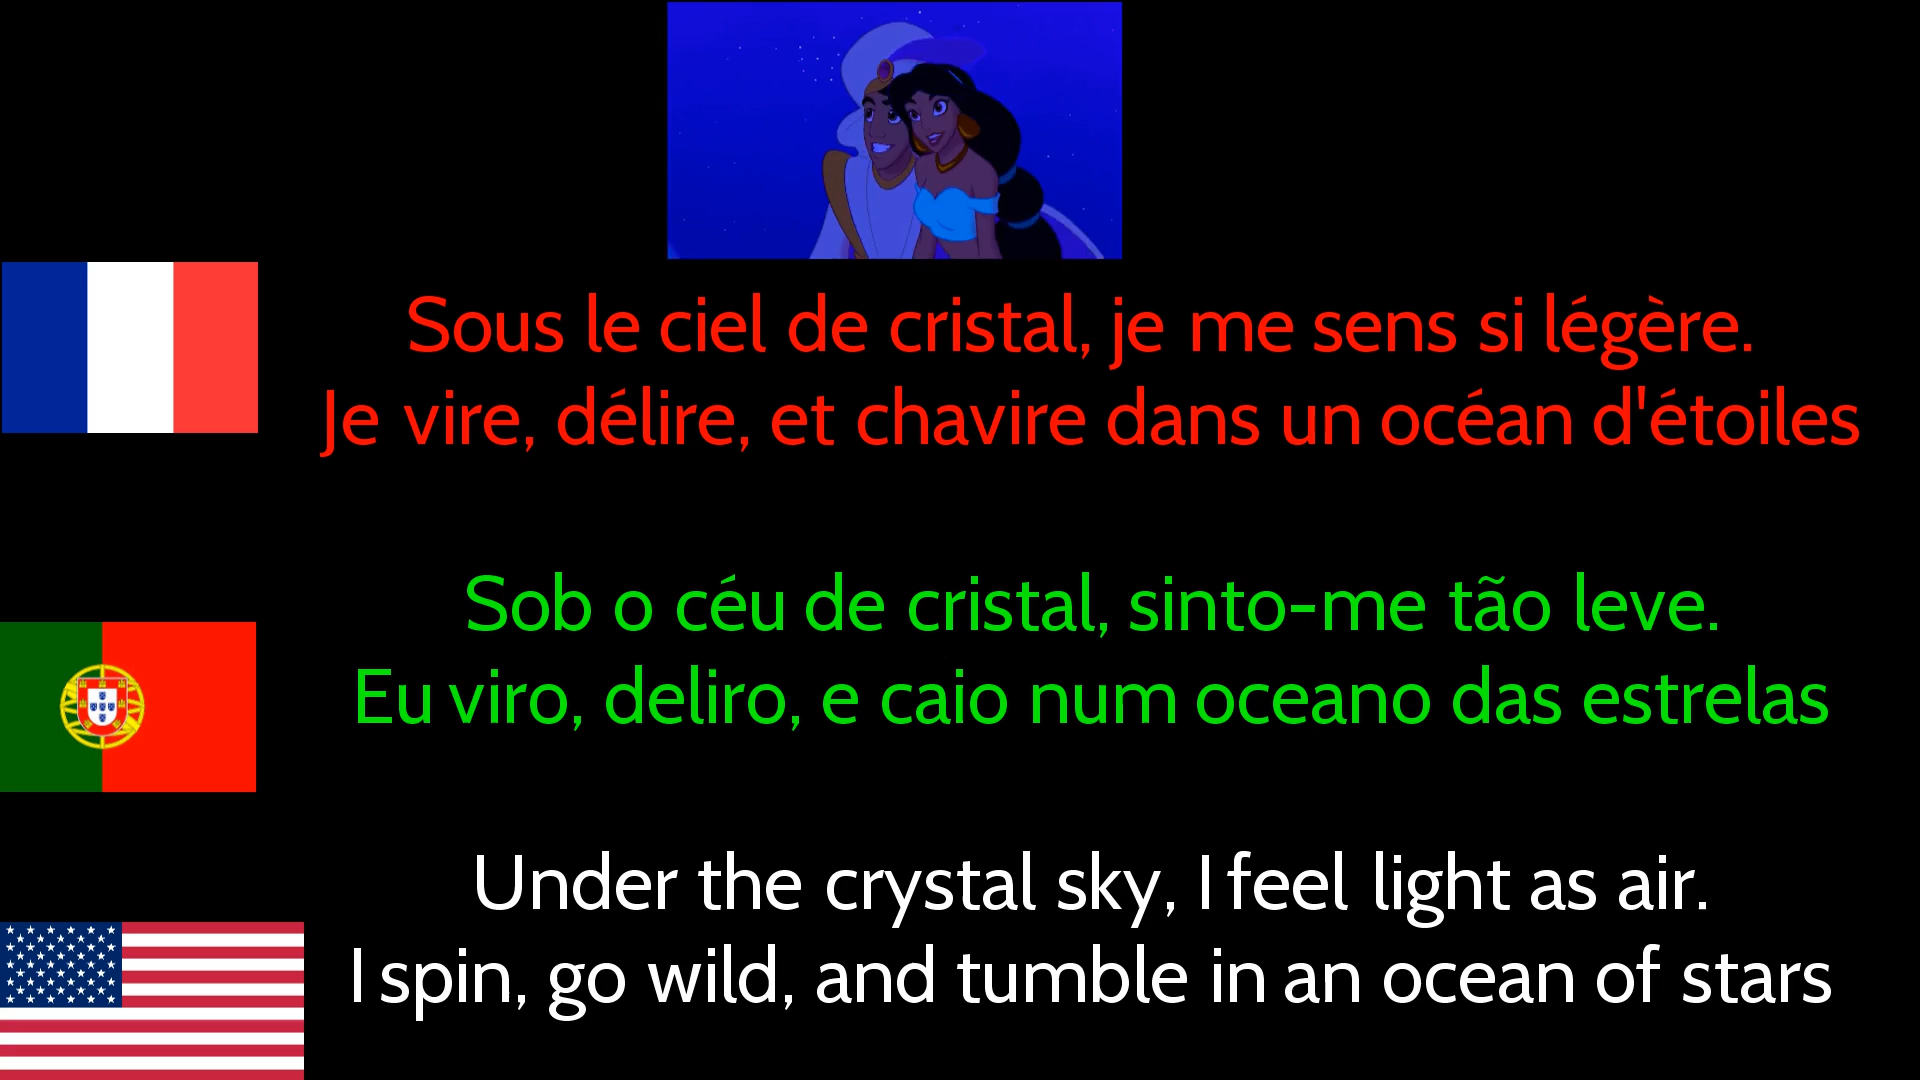 Sous le ciel de cristal, je me sens si légère.
Je vire, délire, et chavire dans un océan d'étoiles
Sob o céu de cristal, sinto-me tão leve.
Eu viro, deliro, e caio num oceano das estrelas
Under the crystal sky, I feel light as air.
I spin, go wild, and tumble in an ocean of stars